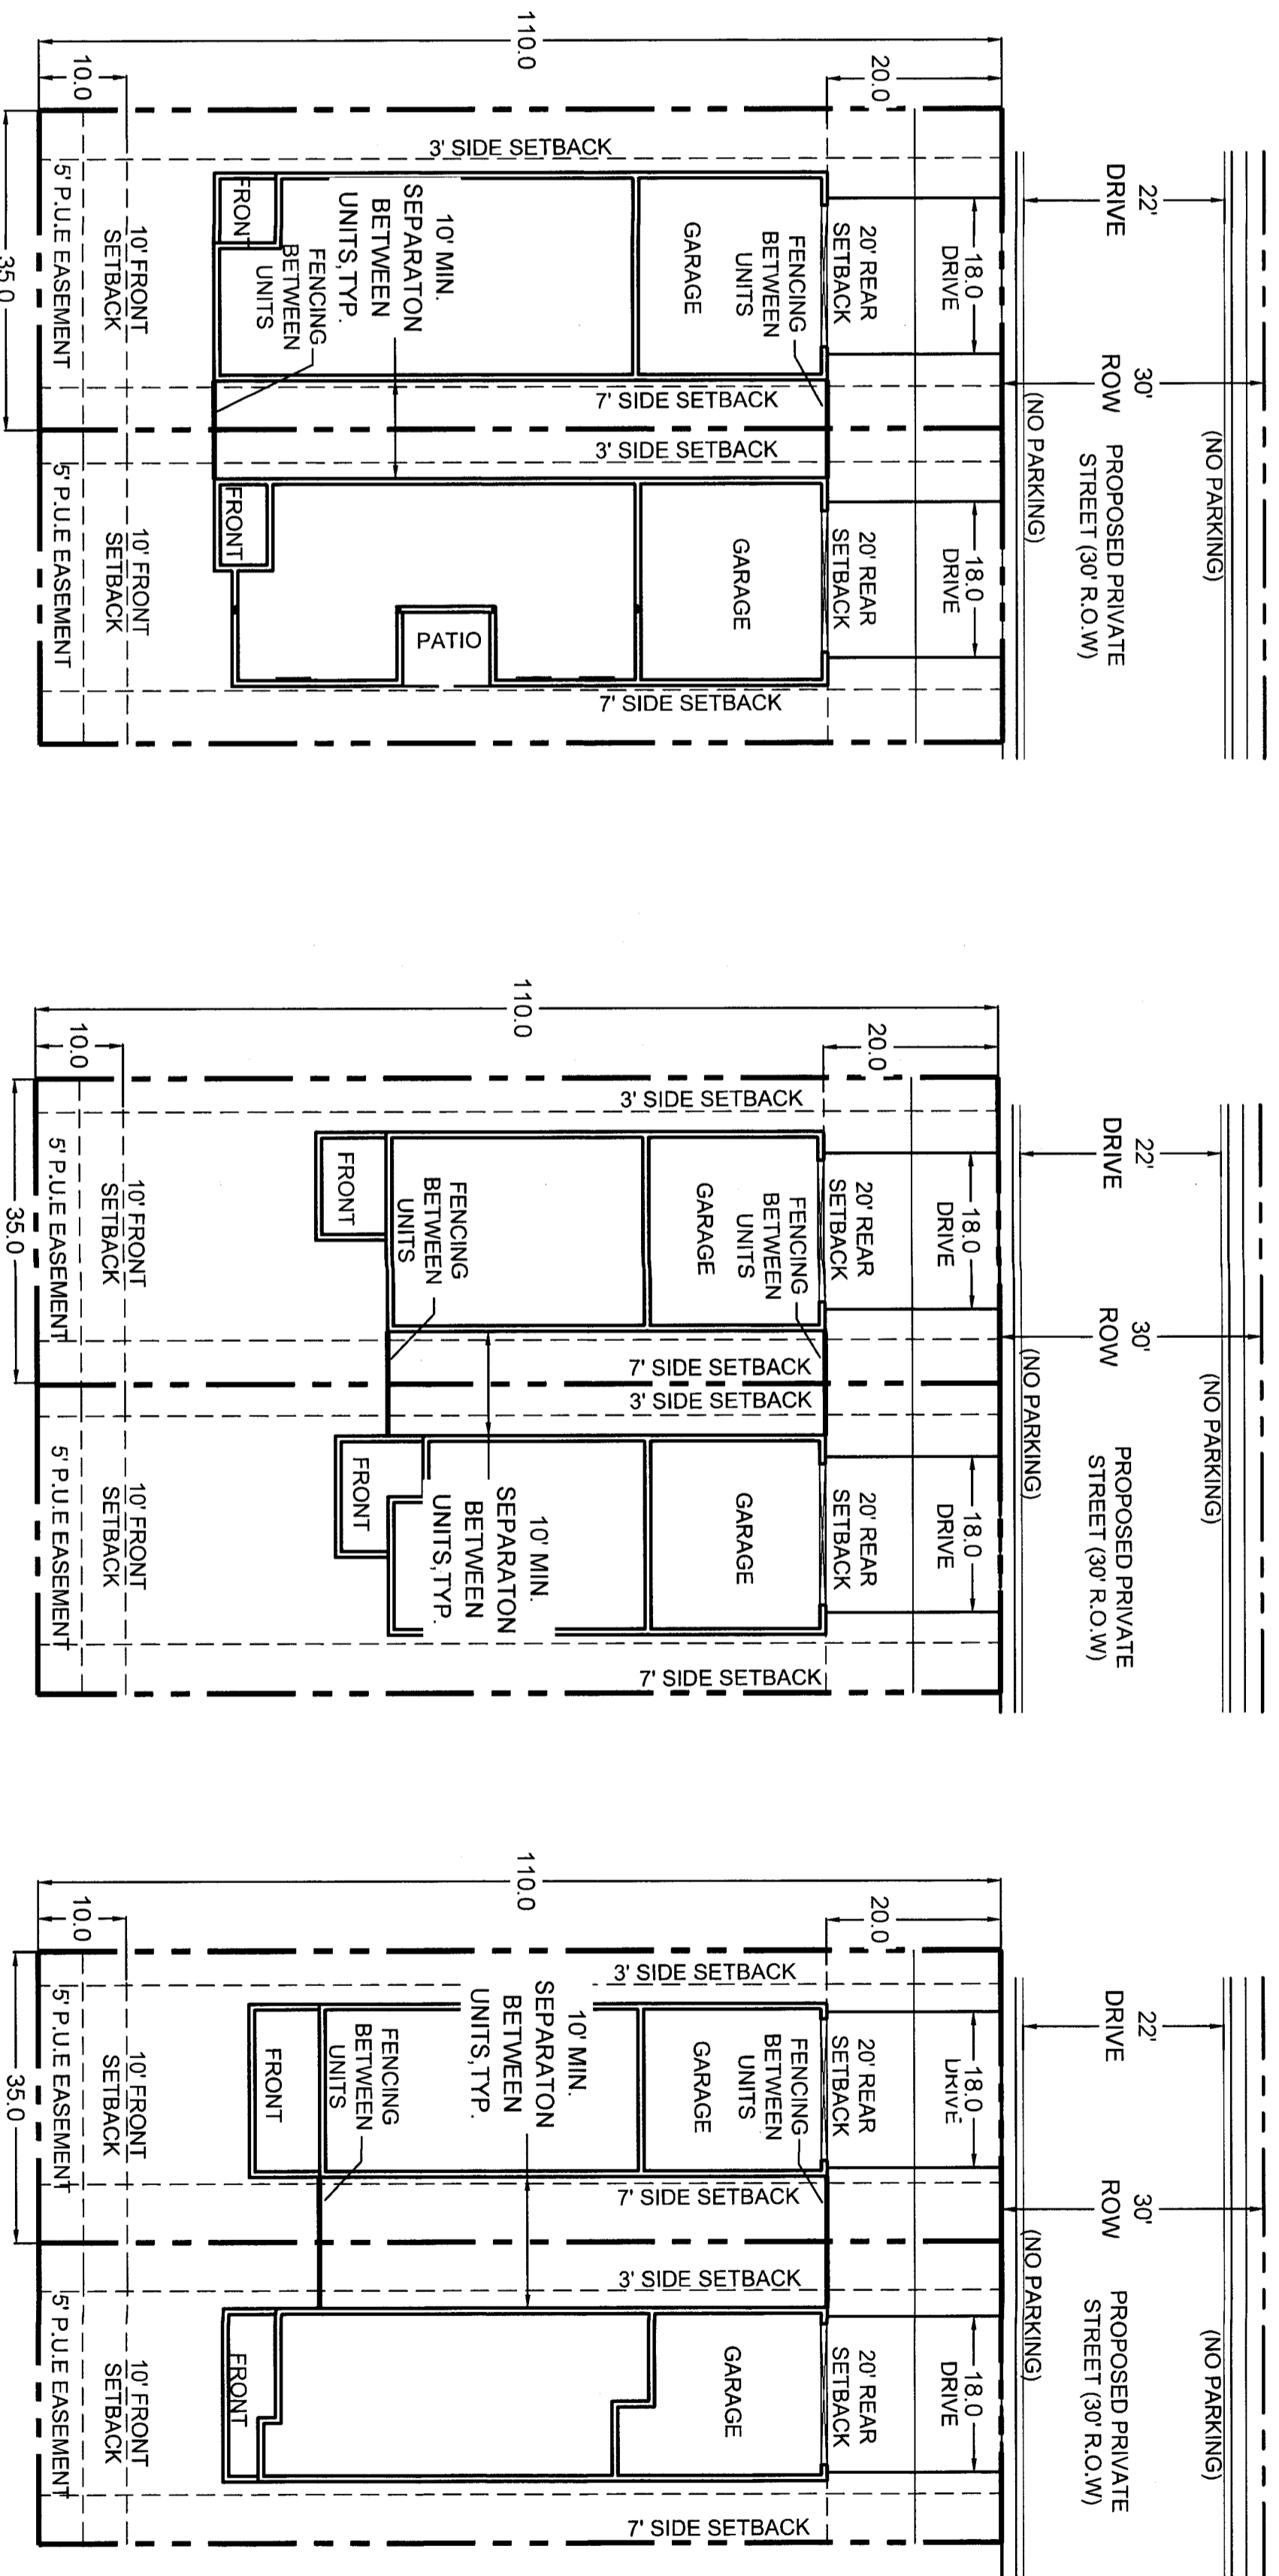 110.0
20.0
10.0
35.0
22'
DRIVE
30'
ROW
(NO PARKING)
PROPOSED PRIVATE
STREET (30' R.O.W)
(NO PARKING)
18.0
DRIVE
20' REAR
SETBACK
18.0
DRIVE
20' REAR
SETBACK
3' SIDE SETBACK
FENCING
BETWEEN
UNITS
GARAGE
10' MIN.
SEPARATON
BETWEEN
UNITS,TYP.
FENCING
BETWEEN
UNITS
FRONT
7' SIDE SETBACK
3' SIDE SETBACK
GARAGE
PATIO
FRONT
7' SIDE SETBACK
10' FRONT
SETBACK
5' P.U.E EASEMENT
10' FRONT
SETBACK
5' P.U.E EASEMENT
110.0
20.0
10.0
35.0
22'
DRIVE
30'
ROW
(NO PARKING)
PROPOSED PRIVATE
STREET (30' R.O.W)
(NO PARKING)
18.0
DRIVE
20' REAR
SETBACK
18.0
DRIVE
20' REAR
SETBACK
3' SIDE SETBACK
FENCING
BETWEEN
UNITS
GARAGE
FENCING
BETWEEN
UNITS
FRONT
7' SIDE SETBACK
3' SIDE SETBACK
GARAGE
10' MIN.
SEPARATON
BETWEEN
UNITS,TYP.
FRONT
7' SIDE SETBACK
10' FRONT
SETBACK
5' P.U.E EASEMENT
10' FRONT
SETBACK
5' P.U.E EASEMENT
110.0
20.0
10.0
35.0
22'
DRIVE
30'
ROW
(NO PARKING)
PROPOSED PRIVATE
STREET (30' R.O.W)
(NO PARKING)
18.0
DRIVE
20' REAR
SETBACK
18.0
DRIVE
20' REAR
SETBACK
3' SIDE SETBACK
FENCING
BETWEEN
UNITS
GARAGE
10' MIN.
SEPARATON
BETWEEN
UNITS,TYP.
FENCING
BETWEEN
UNITS
FRONT
7' SIDE SETBACK
3' SIDE SETBACK
GARAGE
FRONT
7' SIDE SETBACK
10' FRONT
SETBACK
5' P.U.E EASEMENT
10' FRONT
SETBACK
5' P.U.E EASEMENT